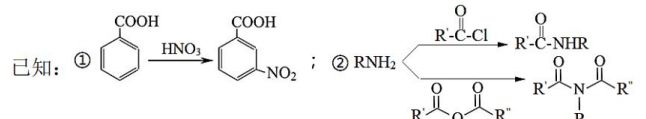 已知: ① COOH HNO₃ COOH NO₂ ; ② RNH₂ O R'-C-Cl O R'-C-NHR
O O R' O R" O O R' N R" R